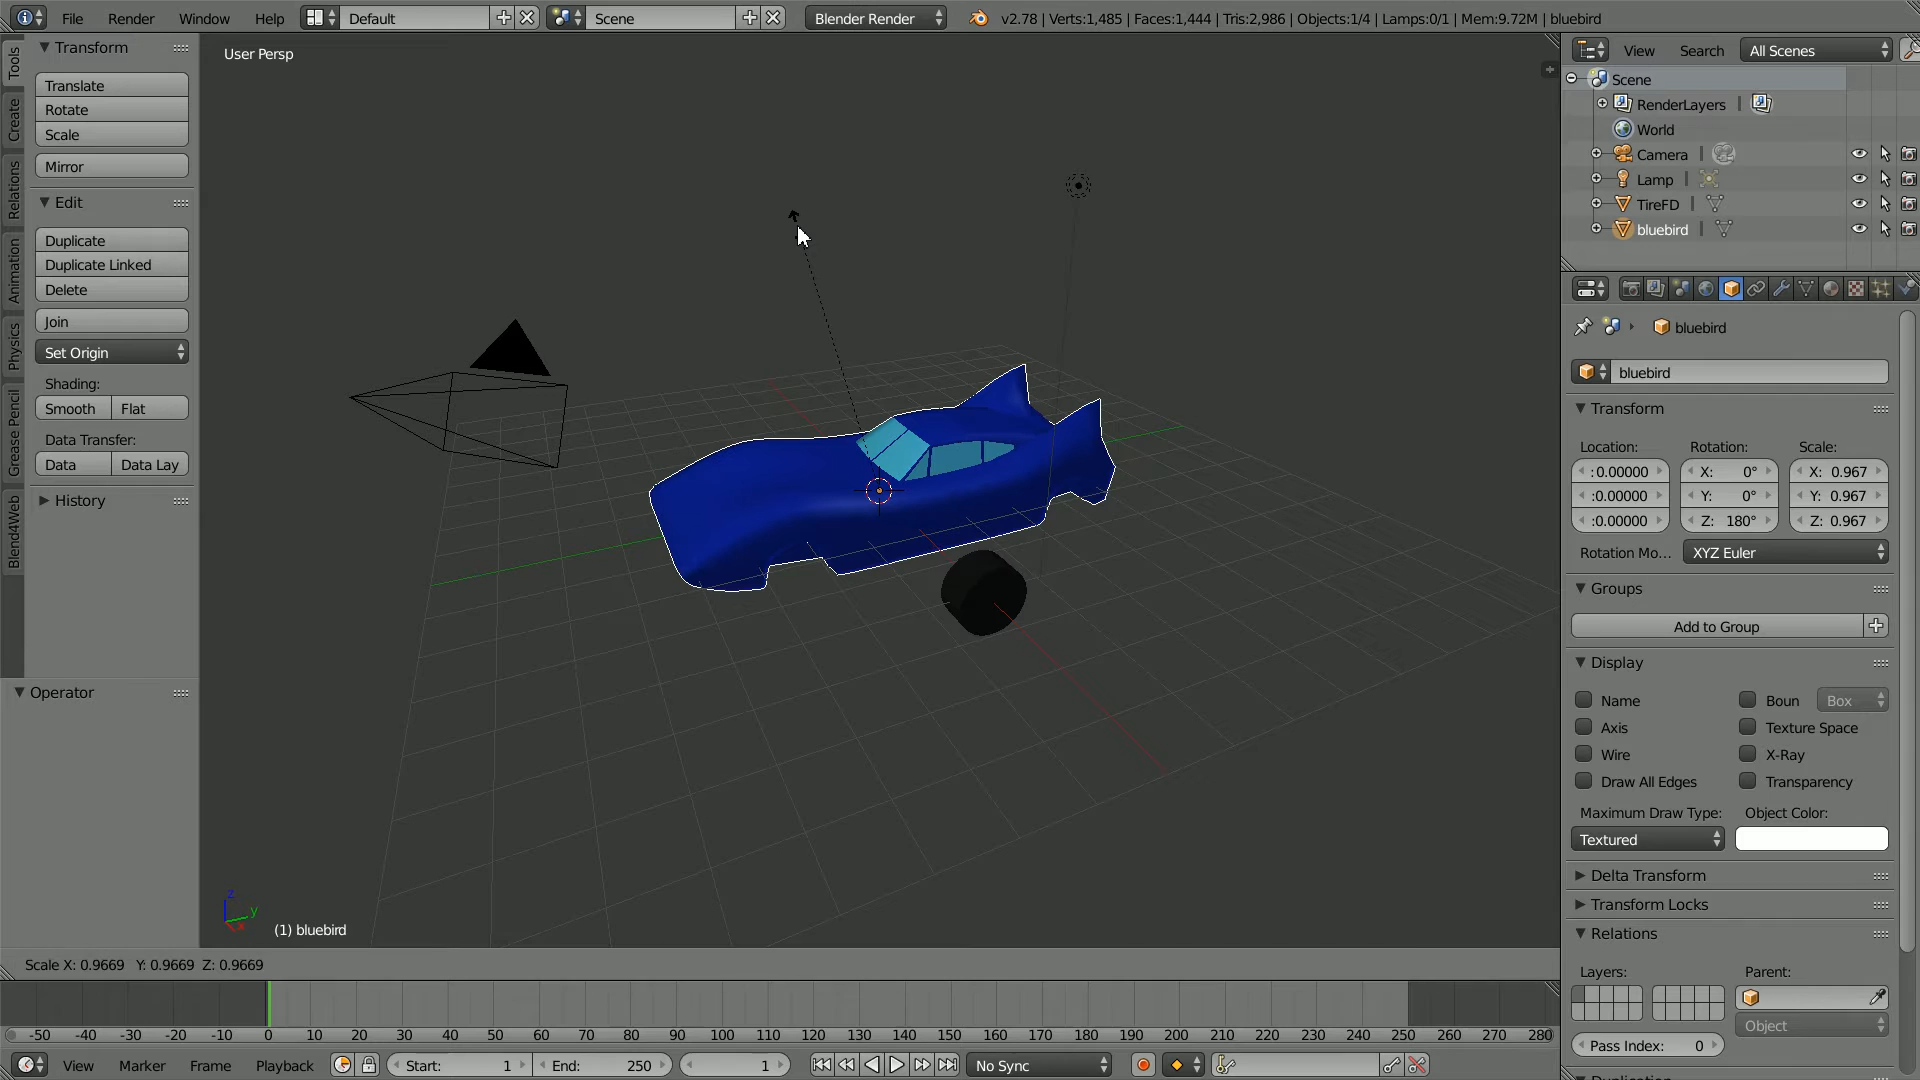 File Render Window Help Default Scene Blender Render v2.78 | Verts:1,485 | Faces:1,444 | Tris:2,986 | Objects:1/4 | Lamps:0/1 | Mem:9.72M | bluebird
Tools
Create
Relations
Animation
Physics
Grease Pencil
Blend4Web
Transform
Translate
Rotate
Scale
Mirror
Edit
Duplicate
Duplicate Linked
Delete
Join
Set Origin
Shading:
Smooth Flat
Data Transfer:
Data Data Lay
History
Operator
User Persp
z
y
x
(1) bluebird
Scale X: 0.9669 Y: 0.9669 Z: 0.9669
View Search All Scenes
Scene
RenderLayers
World
Camera
Lamp
TireFD
bluebird
bluebird
bluebird
Transform
Location: Rotation: Scale:
:0.00000 X: 0° X: 0.967
:0.00000 Y: 0° Y: 0.967
:0.00000 Z: 180° Z: 0.967
Rotation Mo... XYZ Euler
Groups
Add to Group
Display
Name Boun Box
Axis Texture Space
Wire X-Ray
Draw All Edges Transparency
Maximum Draw Type: Object Color:
Textured
Delta Transform
Transform Locks
Relations
Layers: Parent:
Object
Pass Index: 0
-50 -40 -30 -20 -10 0 10 20 30 40 50 60 70 80 90 100 110 120 130 140 150 160 170 180 190 200 210 220 230 240 250 260 270 280
View Marker Frame Playback Start: 1 End: 250 1 No Sync